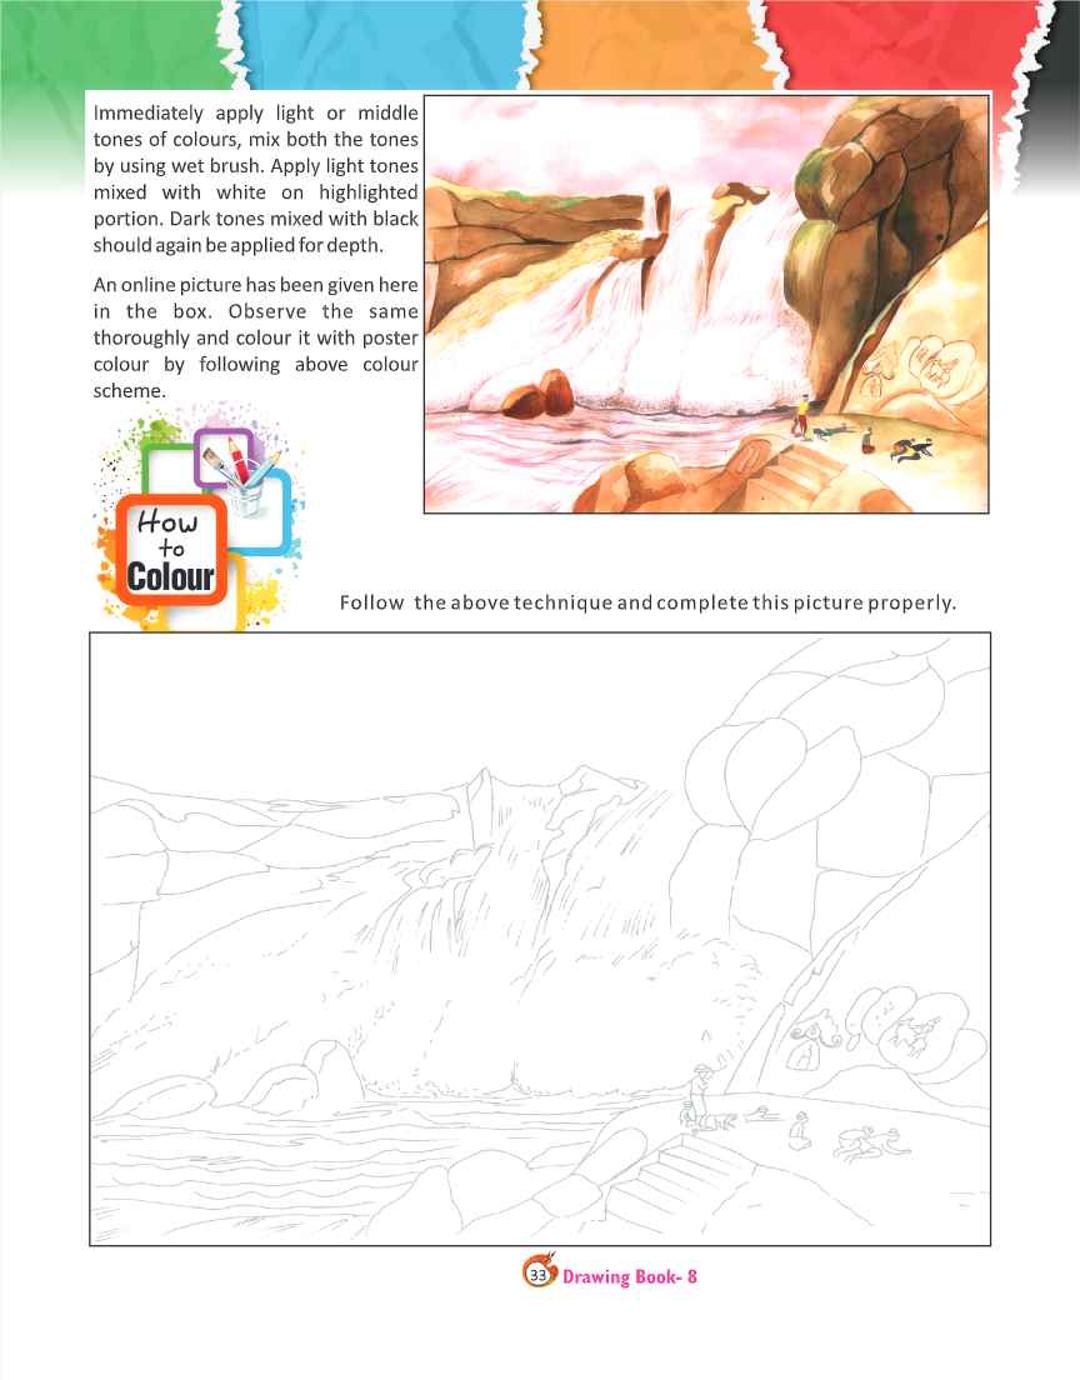 Immediately apply light or middle
tones of colours, mix both the tones
by using wet brush. Apply light tones
mixed with white on highlighted
portion. Dark tones mixed with black
should again be applied for depth.
An online picture has been given here
in the box. Observe the same
thoroughly and colour it with poster
colour by following above colour
scheme.
How
to
Colour
Follow the above technique and complete this picture properly.
33 Drawing Book- 8